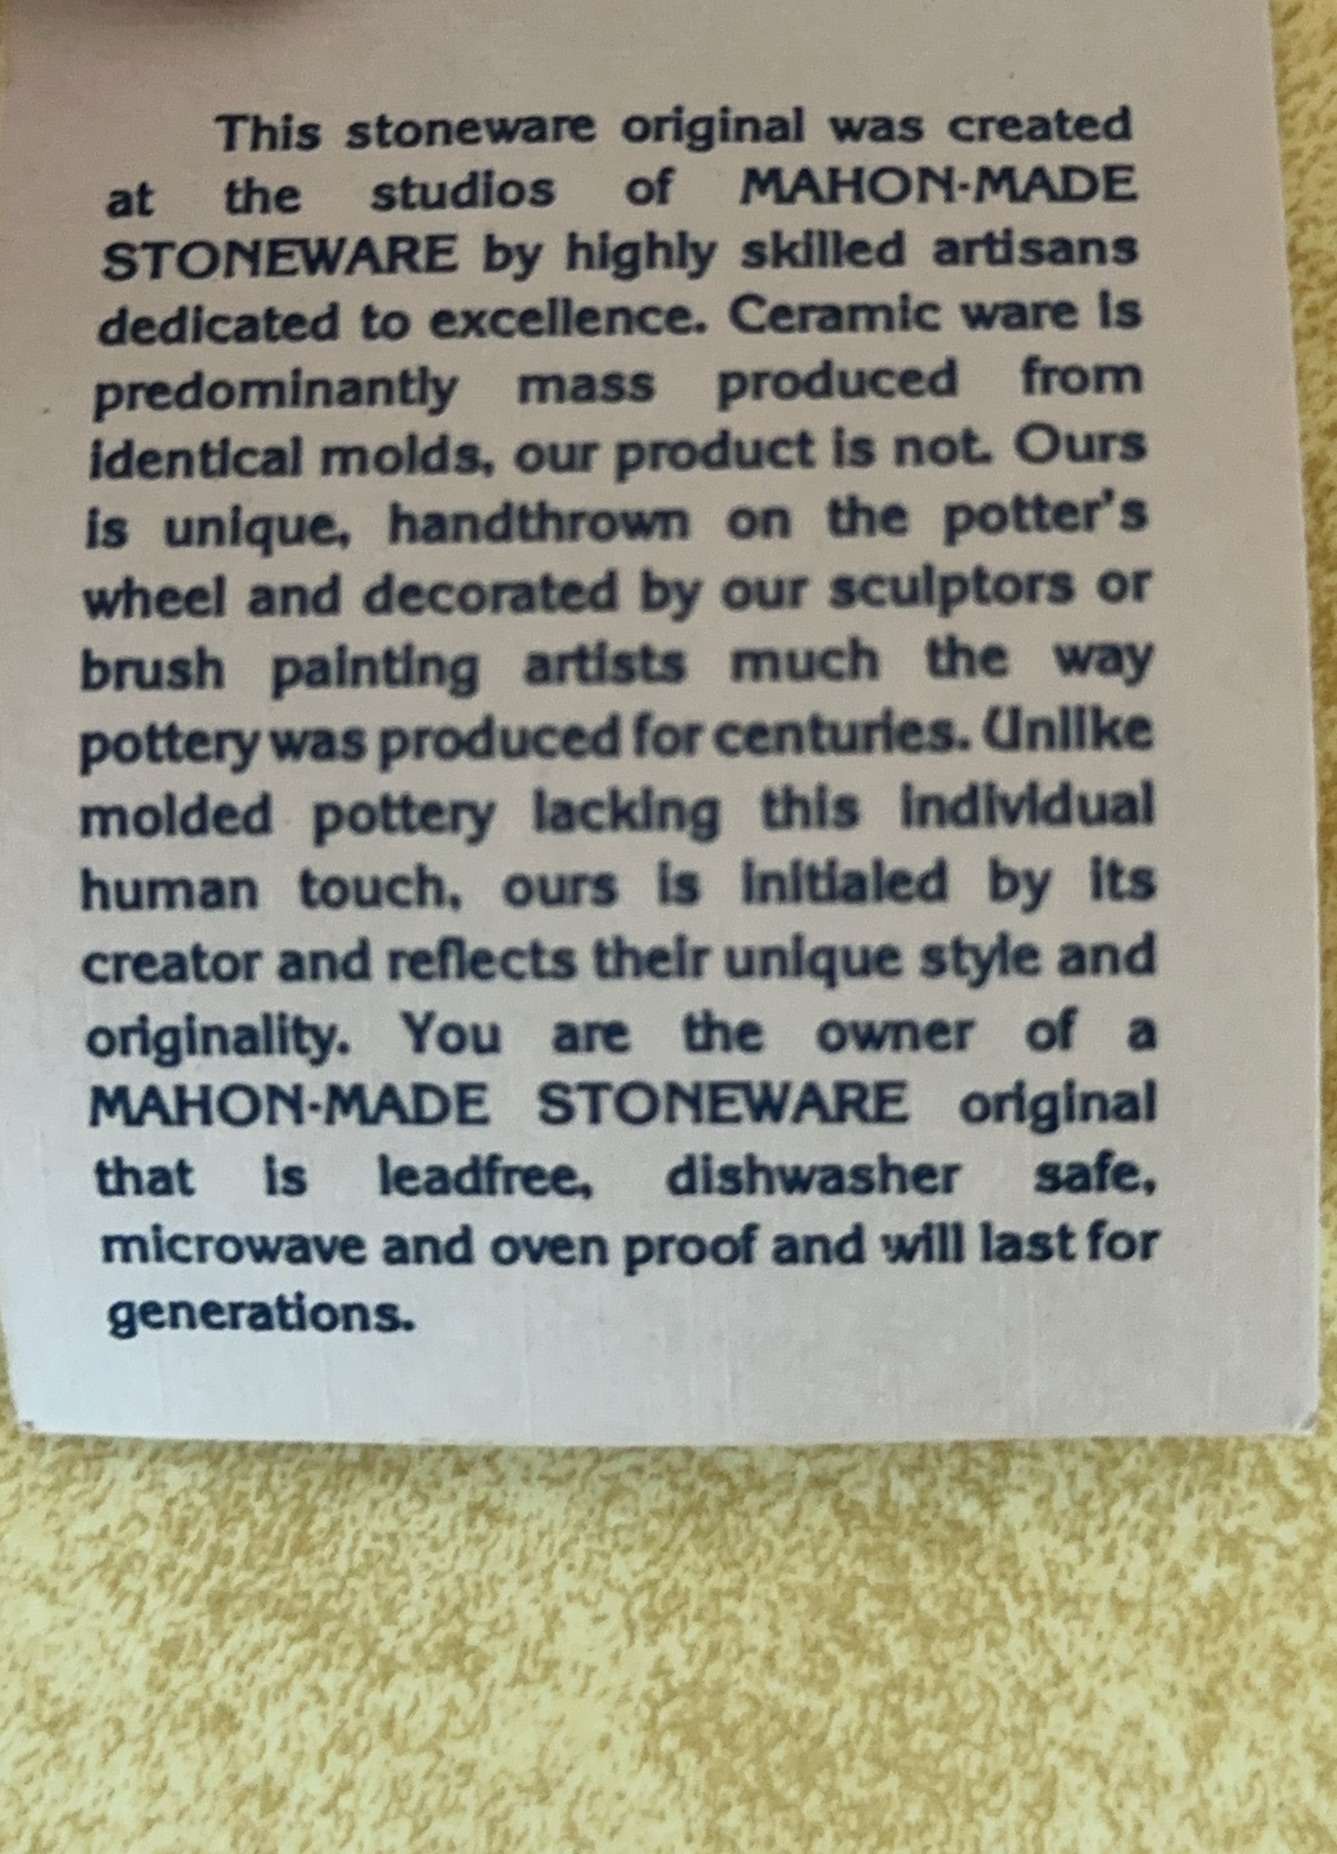 This stoneware original was created
at the studios of MAHON-MADE
STONEWARE by highly skilled artisans
dedicated to excellence. Ceramic ware is
predominantly mass produced from
identical molds, our product is not. Ours
is unique, handthrown on the potter's
wheel and decorated by our sculptors or
brush painting artists much the way
pottery was produced for centuries. Unlike
molded pottery lacking this individual
human touch, ours is initialed by its
creator and reflects their unique style and
originality. You are the owner of a
MAHON-MADE STONEWARE original
that is leadfree, dishwasher safe,
microwave and oven proof and will last for
generations.